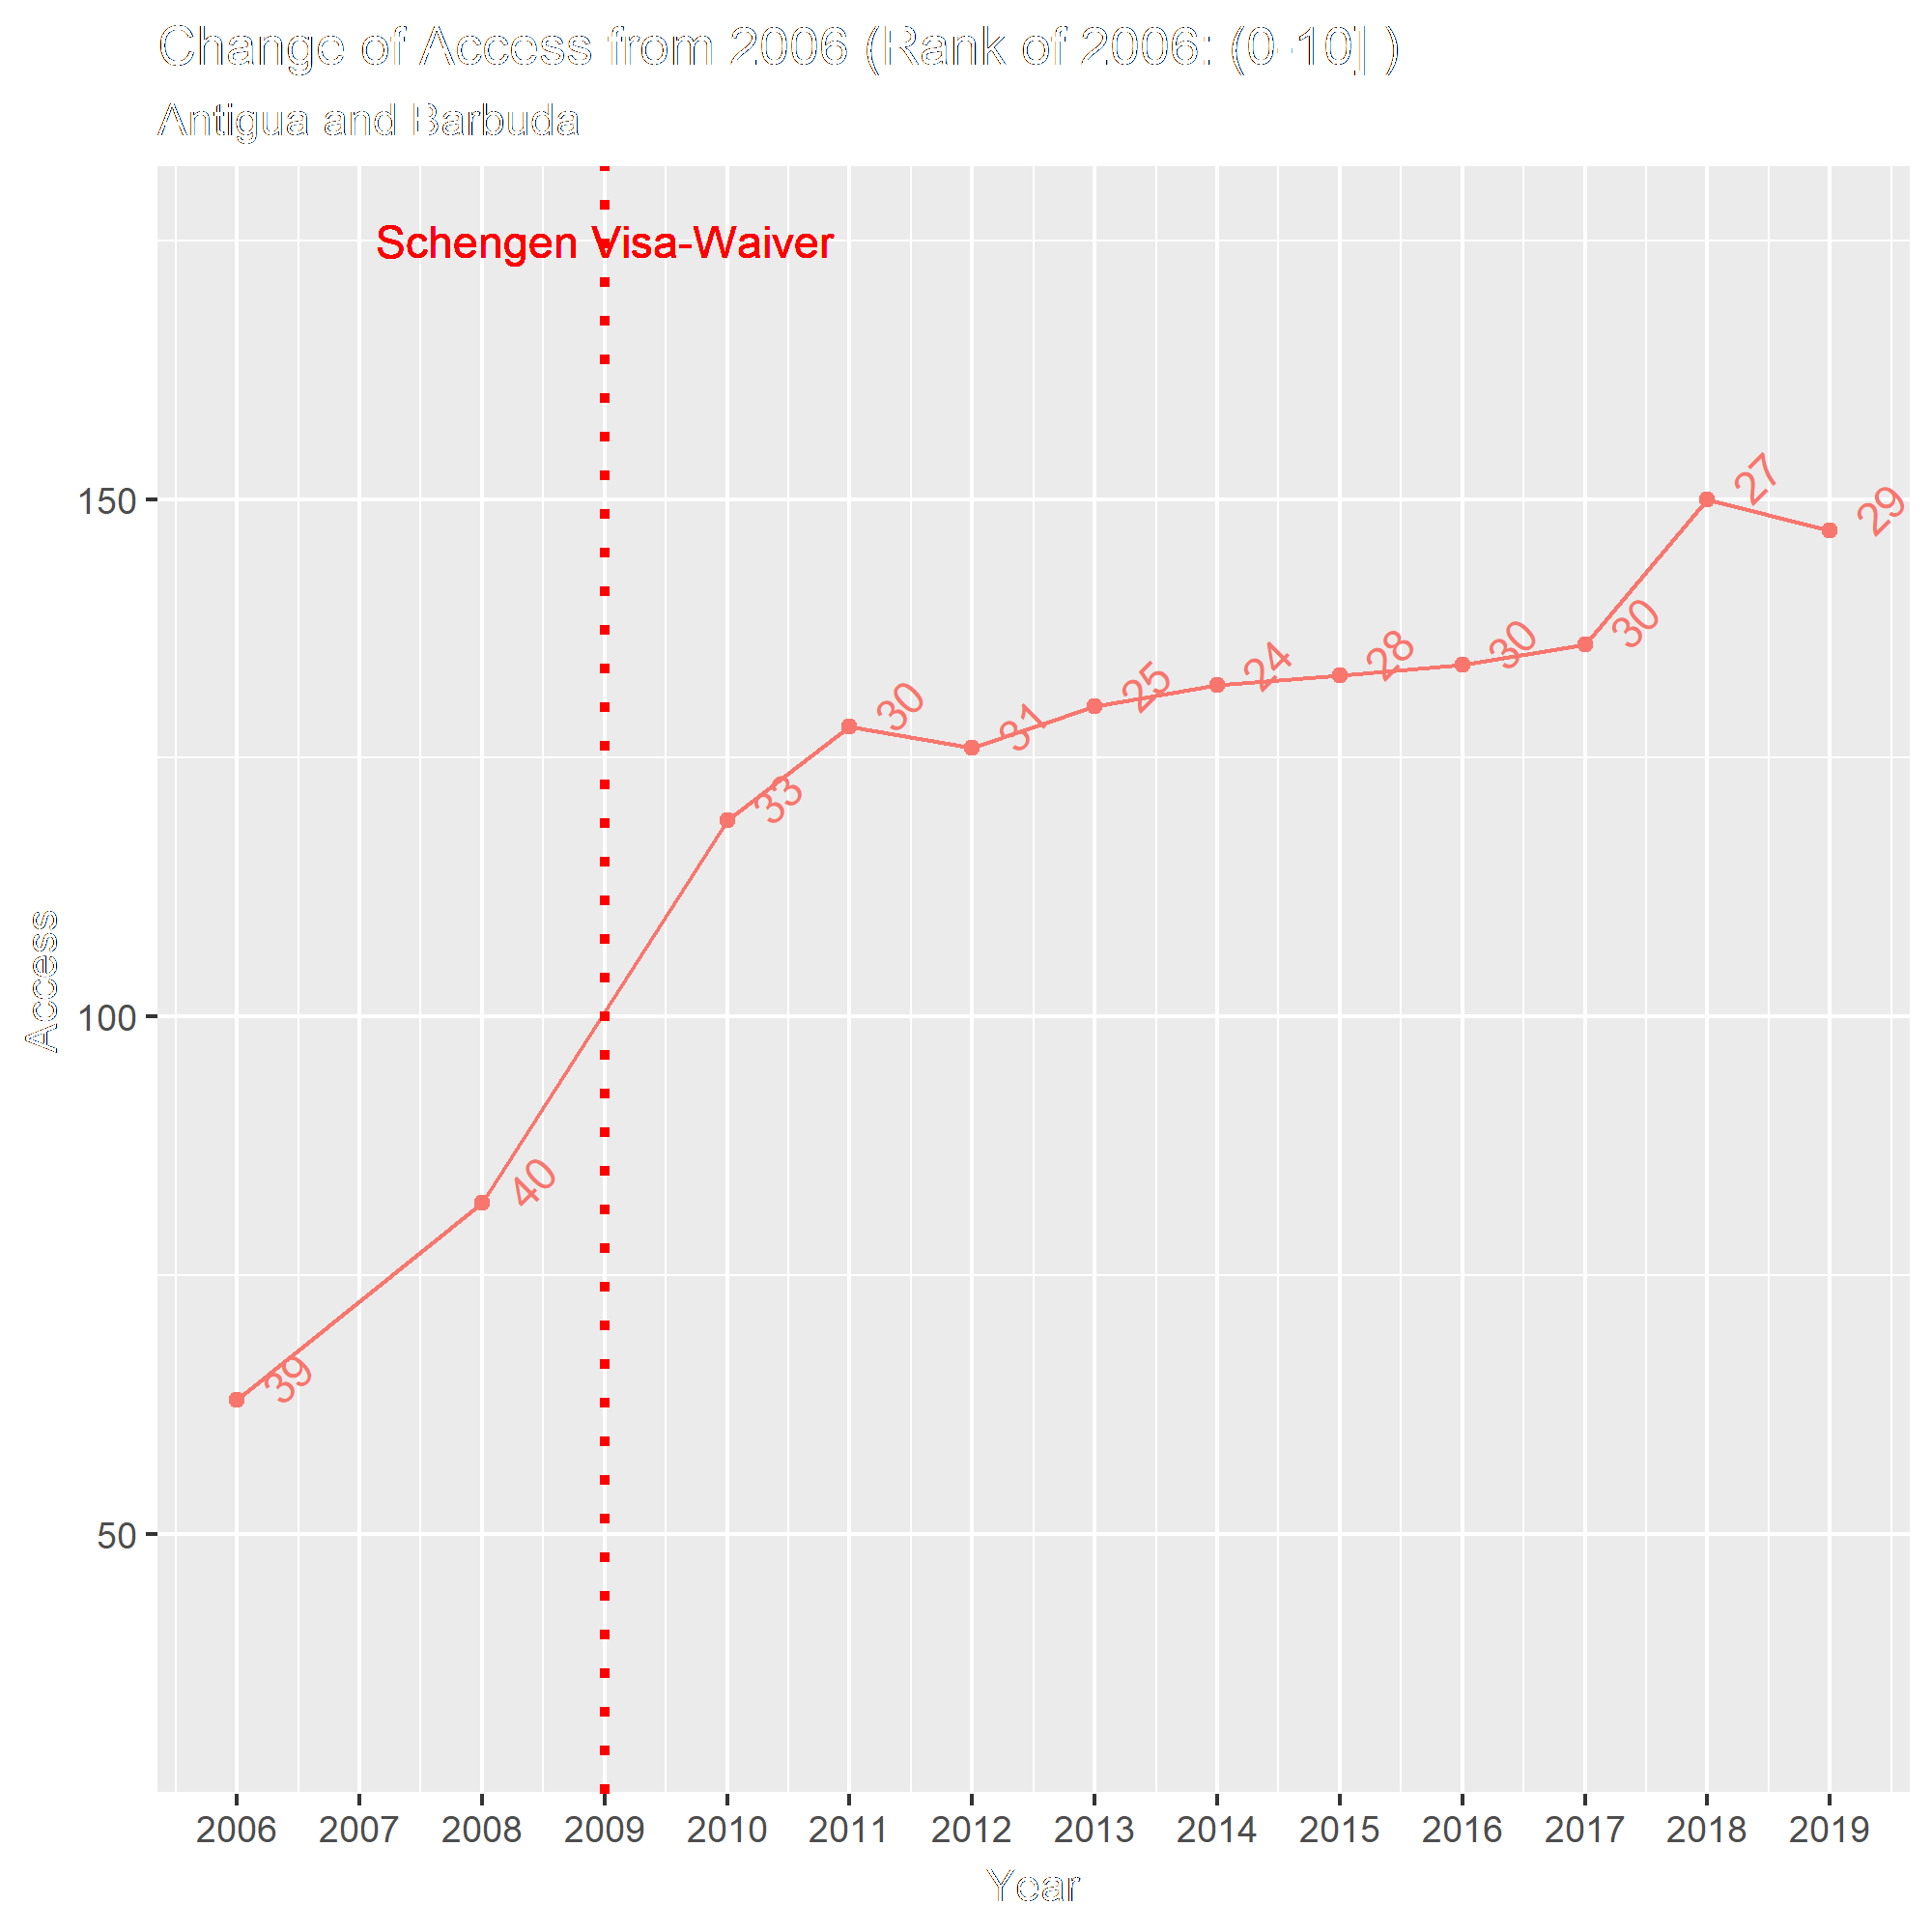 Change of Access from 2006 (Rank of 2006: (0-10] )
Antigua and Barbuda
Schengen Visa-Waiver
150
100
50
Access
39
40
33
30
31
25
24
28
30
30
27
29
2006 2007 2008 2009 2010 2011 2012 2013 2014 2015 2016 2017 2018 2019
Year